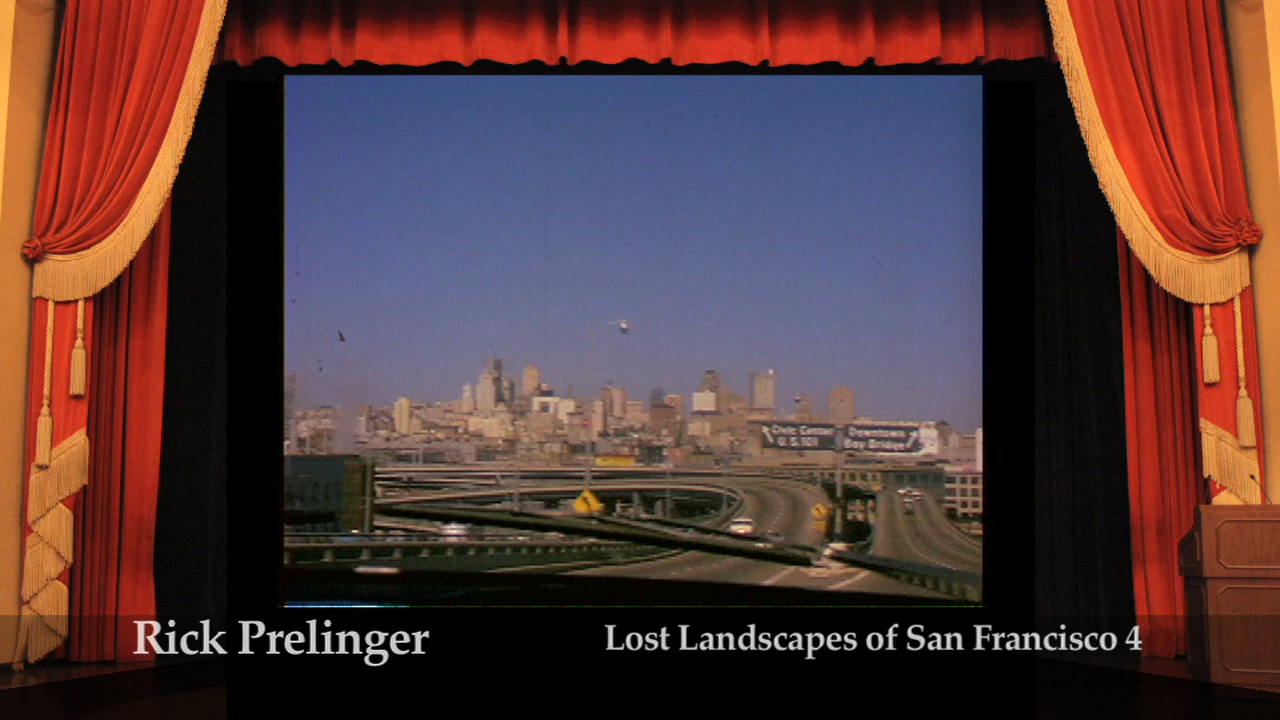 Civic Center
U.S. 101
Downtown
Bay Bridge
Rick Prelinger
Lost Landscapes of San Francisco 4